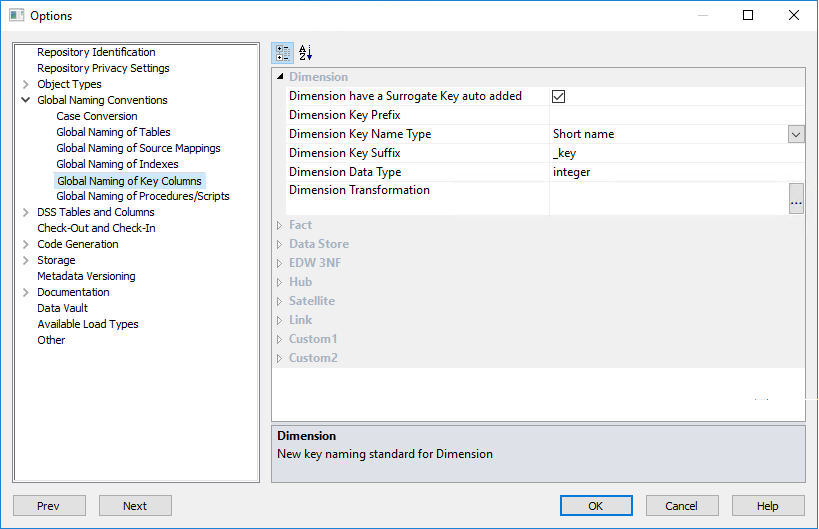 Options
Repository Identification
Repository Privacy Settings
Object Types
Global Naming Conventions
Case Conversion
Global Naming of Tables
Global Naming of Source Mappings
Global Naming of Indexes
Global Naming of Key Columns
Global Naming of Procedures/Scripts
DSS Tables and Columns
Check-Out and Check-In
Code Generation
Storage
Metadata Versioning
Documentation
Data Vault
Available Load Types
Other
A Z
Dimension
Dimension have a Surrogate Key auto added
Dimension Key Prefix
Dimension Key Name Type Short name
Dimension Key Suffix _key
Dimension Data Type integer
Dimension Transformation ...
Fact
Data Store
EDW 3NF
Hub
Satellite
Link
Custom1
Custom2
Dimension
New key naming standard for Dimension
Prev Next OK Cancel Help